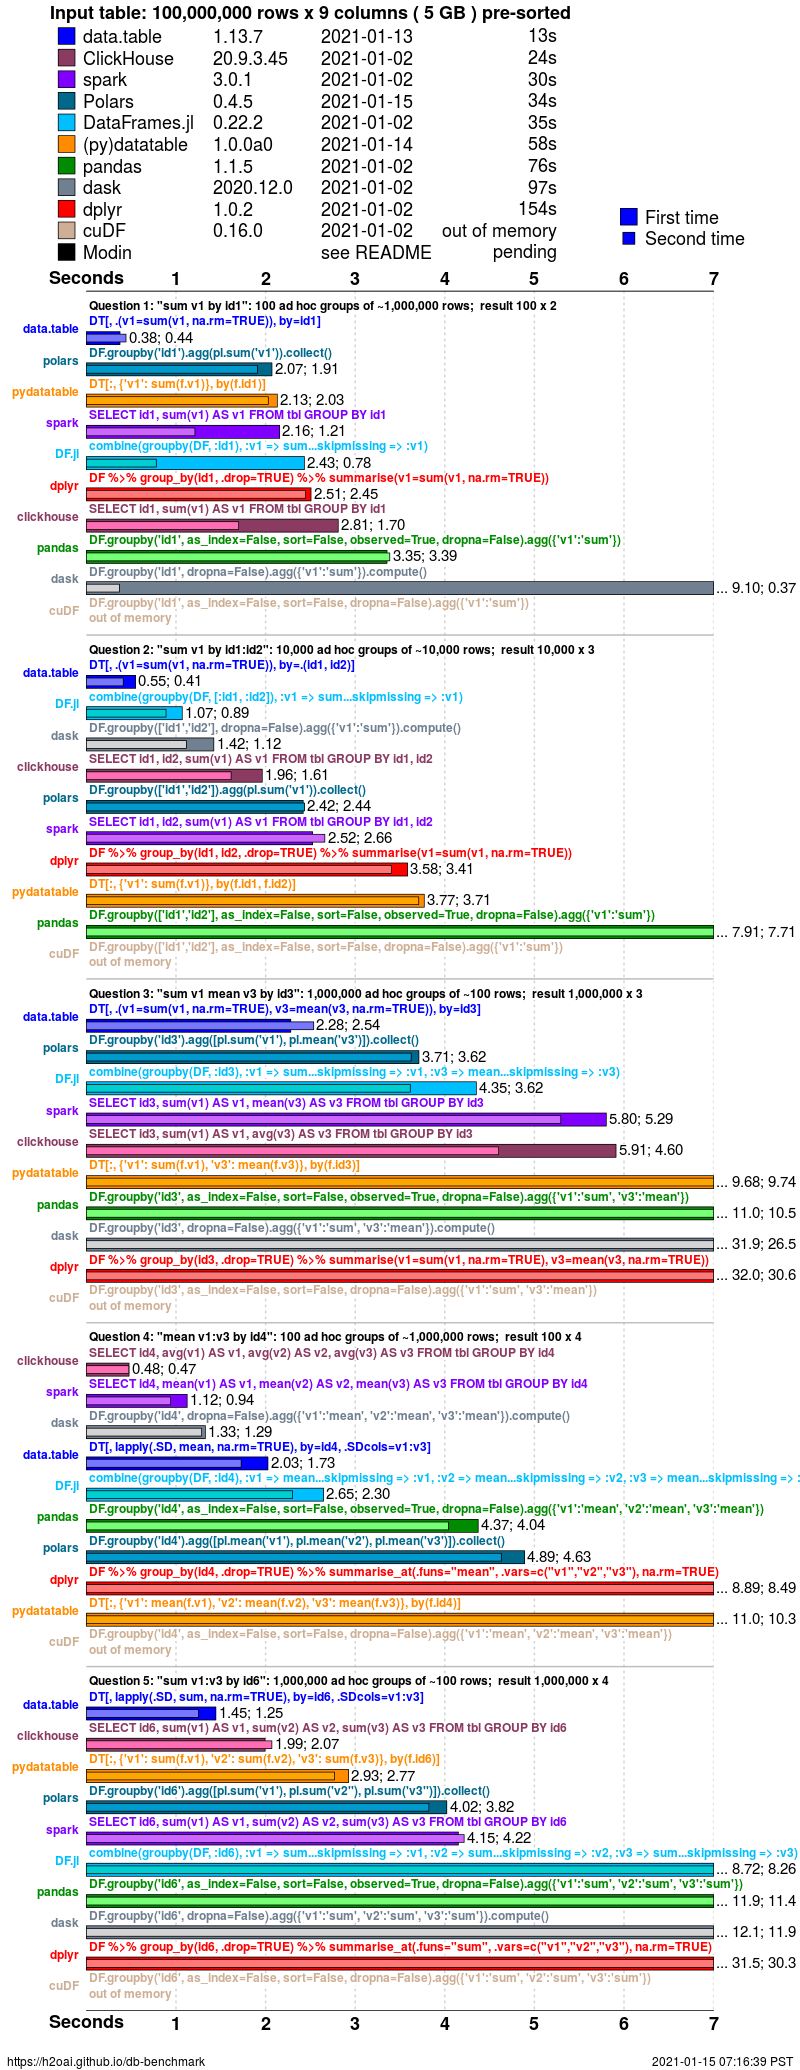 Input table: 100,000,000 rows x 9 columns ( 5 GB ) pre-sorted
data.table 1.13.7 2021-01-13 13s
ClickHouse 20.9.3.45 2021-01-02 24s
spark 3.0.1 2021-01-02 30s
Polars 0.4.5 2021-01-15 34s
DataFrames.jl 0.22.2 2021-01-02 35s
(py)datatable 1.0.0a0 2021-01-14 58s
pandas 1.1.5 2021-01-02 76s
dask 2020.12.0 2021-01-02 97s
dplyr 1.0.2 2021-01-02 154s
cuDF 0.16.0 2021-01-02 out of memory
Modin see README pending
First time
Second time
Seconds 1 2 3 4 5 6 7
Question 1: "sum v1 by id1": 100 ad hoc groups of ~1,000,000 rows; result 100 x 2
DT[, .(v1=sum(v1, na.rm=TRUE)), by=id1]
data.table 0.38; 0.44
DF.groupby('id1').agg(pl.sum('v1')).collect()
polars 2.07; 1.91
DT[:, {'v1': sum(f.v1)}, by(f.id1)]
pydatatable 2.13; 2.03
SELECT id1, sum(v1) AS v1 FROM tbl GROUP BY id1
spark 2.16; 1.21
combine(groupby(DF, :id1), :v1 => sum...skipmissing => :v1)
DF.jl 2.43; 0.78
DF %>% group_by(id1, .drop=TRUE) %>% summarise(v1=sum(v1, na.rm=TRUE))
dplyr 2.51; 2.45
SELECT id1, sum(v1) AS v1 FROM tbl GROUP BY id1
clickhouse 2.81; 1.70
DF.groupby('id1', as_index=False, sort=False, observed=True, dropna=False).agg({'v1':'sum'})
pandas 3.35; 3.39
DF.groupby('id1', dropna=False).agg({'v1':'sum'}).compute()
dask ... 9.10; 0.37
DF.groupby('id1', as_index=False, sort=False, dropna=False).agg({'v1':'sum'})
cuDF out of memory
Question 2: "sum v1 by id1:id2": 10,000 ad hoc groups of ~10,000 rows; result 10,000 x 3
DT[, .(v1=sum(v1, na.rm=TRUE)), by=.(id1, id2)]
data.table 0.55; 0.41
combine(groupby(DF, [:id1, :id2]), :v1 => sum...skipmissing => :v1)
DF.jl 1.07; 0.89
DF.groupby(['id1','id2'], dropna=False).agg({'v1':'sum'}).compute()
dask 1.42; 1.12
SELECT id1, id2, sum(v1) AS v1 FROM tbl GROUP BY id1, id2
clickhouse 1.96; 1.61
DF.groupby(['id1','id2']).agg(pl.sum('v1')).collect()
polars 2.42; 2.44
SELECT id1, id2, sum(v1) AS v1 FROM tbl GROUP BY id1, id2
spark 2.52; 2.66
DF %>% group_by(id1, id2, .drop=TRUE) %>% summarise(v1=sum(v1, na.rm=TRUE))
dplyr 3.58; 3.41
DT[:, {'v1': sum(f.v1)}, by(f.id1, f.id2)]
pydatatable 3.77; 3.71
DF.groupby(['id1','id2'], as_index=False, sort=False, observed=True, dropna=False).agg({'v1':'sum'})
pandas ... 7.91; 7.71
DF.groupby(['id1','id2'], as_index=False, sort=False, dropna=False).agg({'v1':'sum'})
cuDF out of memory
Question 3: "sum v1 mean v3 by id3": 1,000,000 ad hoc groups of ~100 rows; result 1,000,000 x 3
DT[, .(v1=sum(v1, na.rm=TRUE), v3=mean(v3, na.rm=TRUE)), by=id3]
data.table 2.28; 2.54
DF.groupby('id3').agg([pl.sum('v1'), pl.mean('v3')]).collect()
polars 3.71; 3.62
combine(groupby(DF, :id3), :v1 => sum...skipmissing => :v1, :v3 => mean...skipmissing => :v3)
DF.jl 4.35; 3.62
SELECT id3, sum(v1) AS v1, mean(v3) AS v3 FROM tbl GROUP BY id3
spark 5.80; 5.29
SELECT id3, sum(v1) AS v1, avg(v3) AS v3 FROM tbl GROUP BY id3
clickhouse 5.91; 4.60
DT[:, {'v1': sum(f.v1), 'v3': mean(f.v3)}, by(f.id3)]
pydatatable ... 9.68; 9.74
DF.groupby('id3', as_index=False, sort=False, observed=True, dropna=False).agg({'v1':'sum', 'v3':'mean'})
pandas ... 11.0; 10.5
DF.groupby('id3', dropna=False).agg({'v1':'sum', 'v3':'mean'}).compute()
dask ... 31.9; 26.5
DF %>% group_by(id3, .drop=TRUE) %>% summarise(v1=sum(v1, na.rm=TRUE), v3=mean(v3, na.rm=TRUE))
dplyr ... 32.0; 30.6
DF.groupby('id3', as_index=False, sort=False, dropna=False).agg({'v1':'sum', 'v3':'mean'})
cuDF out of memory
Question 4: "mean v1:v3 by id4": 100 ad hoc groups of ~1,000,000 rows; result 100 x 4
SELECT id4, avg(v1) AS v1, avg(v2) AS v2, avg(v3) AS v3 FROM tbl GROUP BY id4
clickhouse 0.48; 0.47
SELECT id4, mean(v1) AS v1, mean(v2) AS v2, mean(v3) AS v3 FROM tbl GROUP BY id4
spark 1.12; 0.94
DF.groupby('id4', dropna=False).agg({'v1':'mean', 'v2':'mean', 'v3':'mean'}).compute()
dask 1.33; 1.29
DT[, lapply(.SD, mean, na.rm=TRUE), by=id4, .SDcols=v1:v3]
data.table 2.03; 1.73
combine(groupby(DF, :id4), :v1 => mean...skipmissing => :v1, :v2 => mean...skipmissing => :v2, :v3 => mean...skipmissing => :
DF.jl 2.65; 2.30
DF.groupby('id4', as_index=False, sort=False, observed=True, dropna=False).agg({'v1':'mean', 'v2':'mean', 'v3':'mean'})
pandas 4.37; 4.04
DF.groupby('id4').agg([pl.mean('v1'), pl.mean('v2'), pl.mean('v3')]).collect()
polars 4.89; 4.63
DF %>% group_by(id4, .drop=TRUE) %>% summarise_at(.funs="mean", .vars=c("v1","v2","v3"), na.rm=TRUE)
dplyr ... 8.89; 8.49
DT[:, {'v1': mean(f.v1), 'v2': mean(f.v2), 'v3': mean(f.v3)}, by(f.id4)]
pydatatable ... 11.0; 10.3
DF.groupby('id4', as_index=False, sort=False, dropna=False).agg({'v1':'mean', 'v2':'mean', 'v3':'mean'})
cuDF out of memory
Question 5: "sum v1:v3 by id6": 1,000,000 ad hoc groups of ~100 rows; result 1,000,000 x 4
DT[, lapply(.SD, sum, na.rm=TRUE), by=id6, .SDcols=v1:v3]
data.table 1.45; 1.25
SELECT id6, sum(v1) AS v1, sum(v2) AS v2, sum(v3) AS v3 FROM tbl GROUP BY id6
clickhouse 1.99; 2.07
DT[:, {'v1': sum(f.v1), 'v2': sum(f.v2), 'v3': sum(f.v3)}, by(f.id6)]
pydatatable 2.93; 2.77
DF.groupby('id6').agg([pl.sum('v1'), pl.sum('v2"), pl.sum('v3")]).collect()
polars 4.02; 3.82
SELECT id6, sum(v1) AS v1, sum(v2) AS v2, sum(v3) AS v3 FROM tbl GROUP BY id6
spark 4.15; 4.22
combine(groupby(DF, :id6), :v1 => sum...skipmissing => :v1, :v2 => sum...skipmissing => :v2, :v3 => sum...skipmissing => :v3)
DF.jl ... 8.72; 8.26
DF.groupby('id6', as_index=False, sort=False, observed=True, dropna=False).agg({'v1':'sum', 'v2':'sum', 'v3':'sum'})
pandas ... 11.9; 11.4
DF.groupby('id6', dropna=False).agg({'v1':'sum', 'v2':'sum', 'v3':'sum'}).compute()
dask ... 12.1; 11.9
DF %>% group_by(id6, .drop=TRUE) %>% summarise_at(.funs="sum", .vars=c("v1","v2","v3"), na.rm=TRUE)
dplyr ... 31.5; 30.3
DF.groupby('id6', as_index=False, sort=False, dropna=False).agg({'v1':'sum', 'v2':'sum', 'v3':'sum'})
cuDF out of memory
Seconds 1 2 3 4 5 6 7
https://h2oai.github.io/db-benchmark 2021-01-15 07:16:39 PST